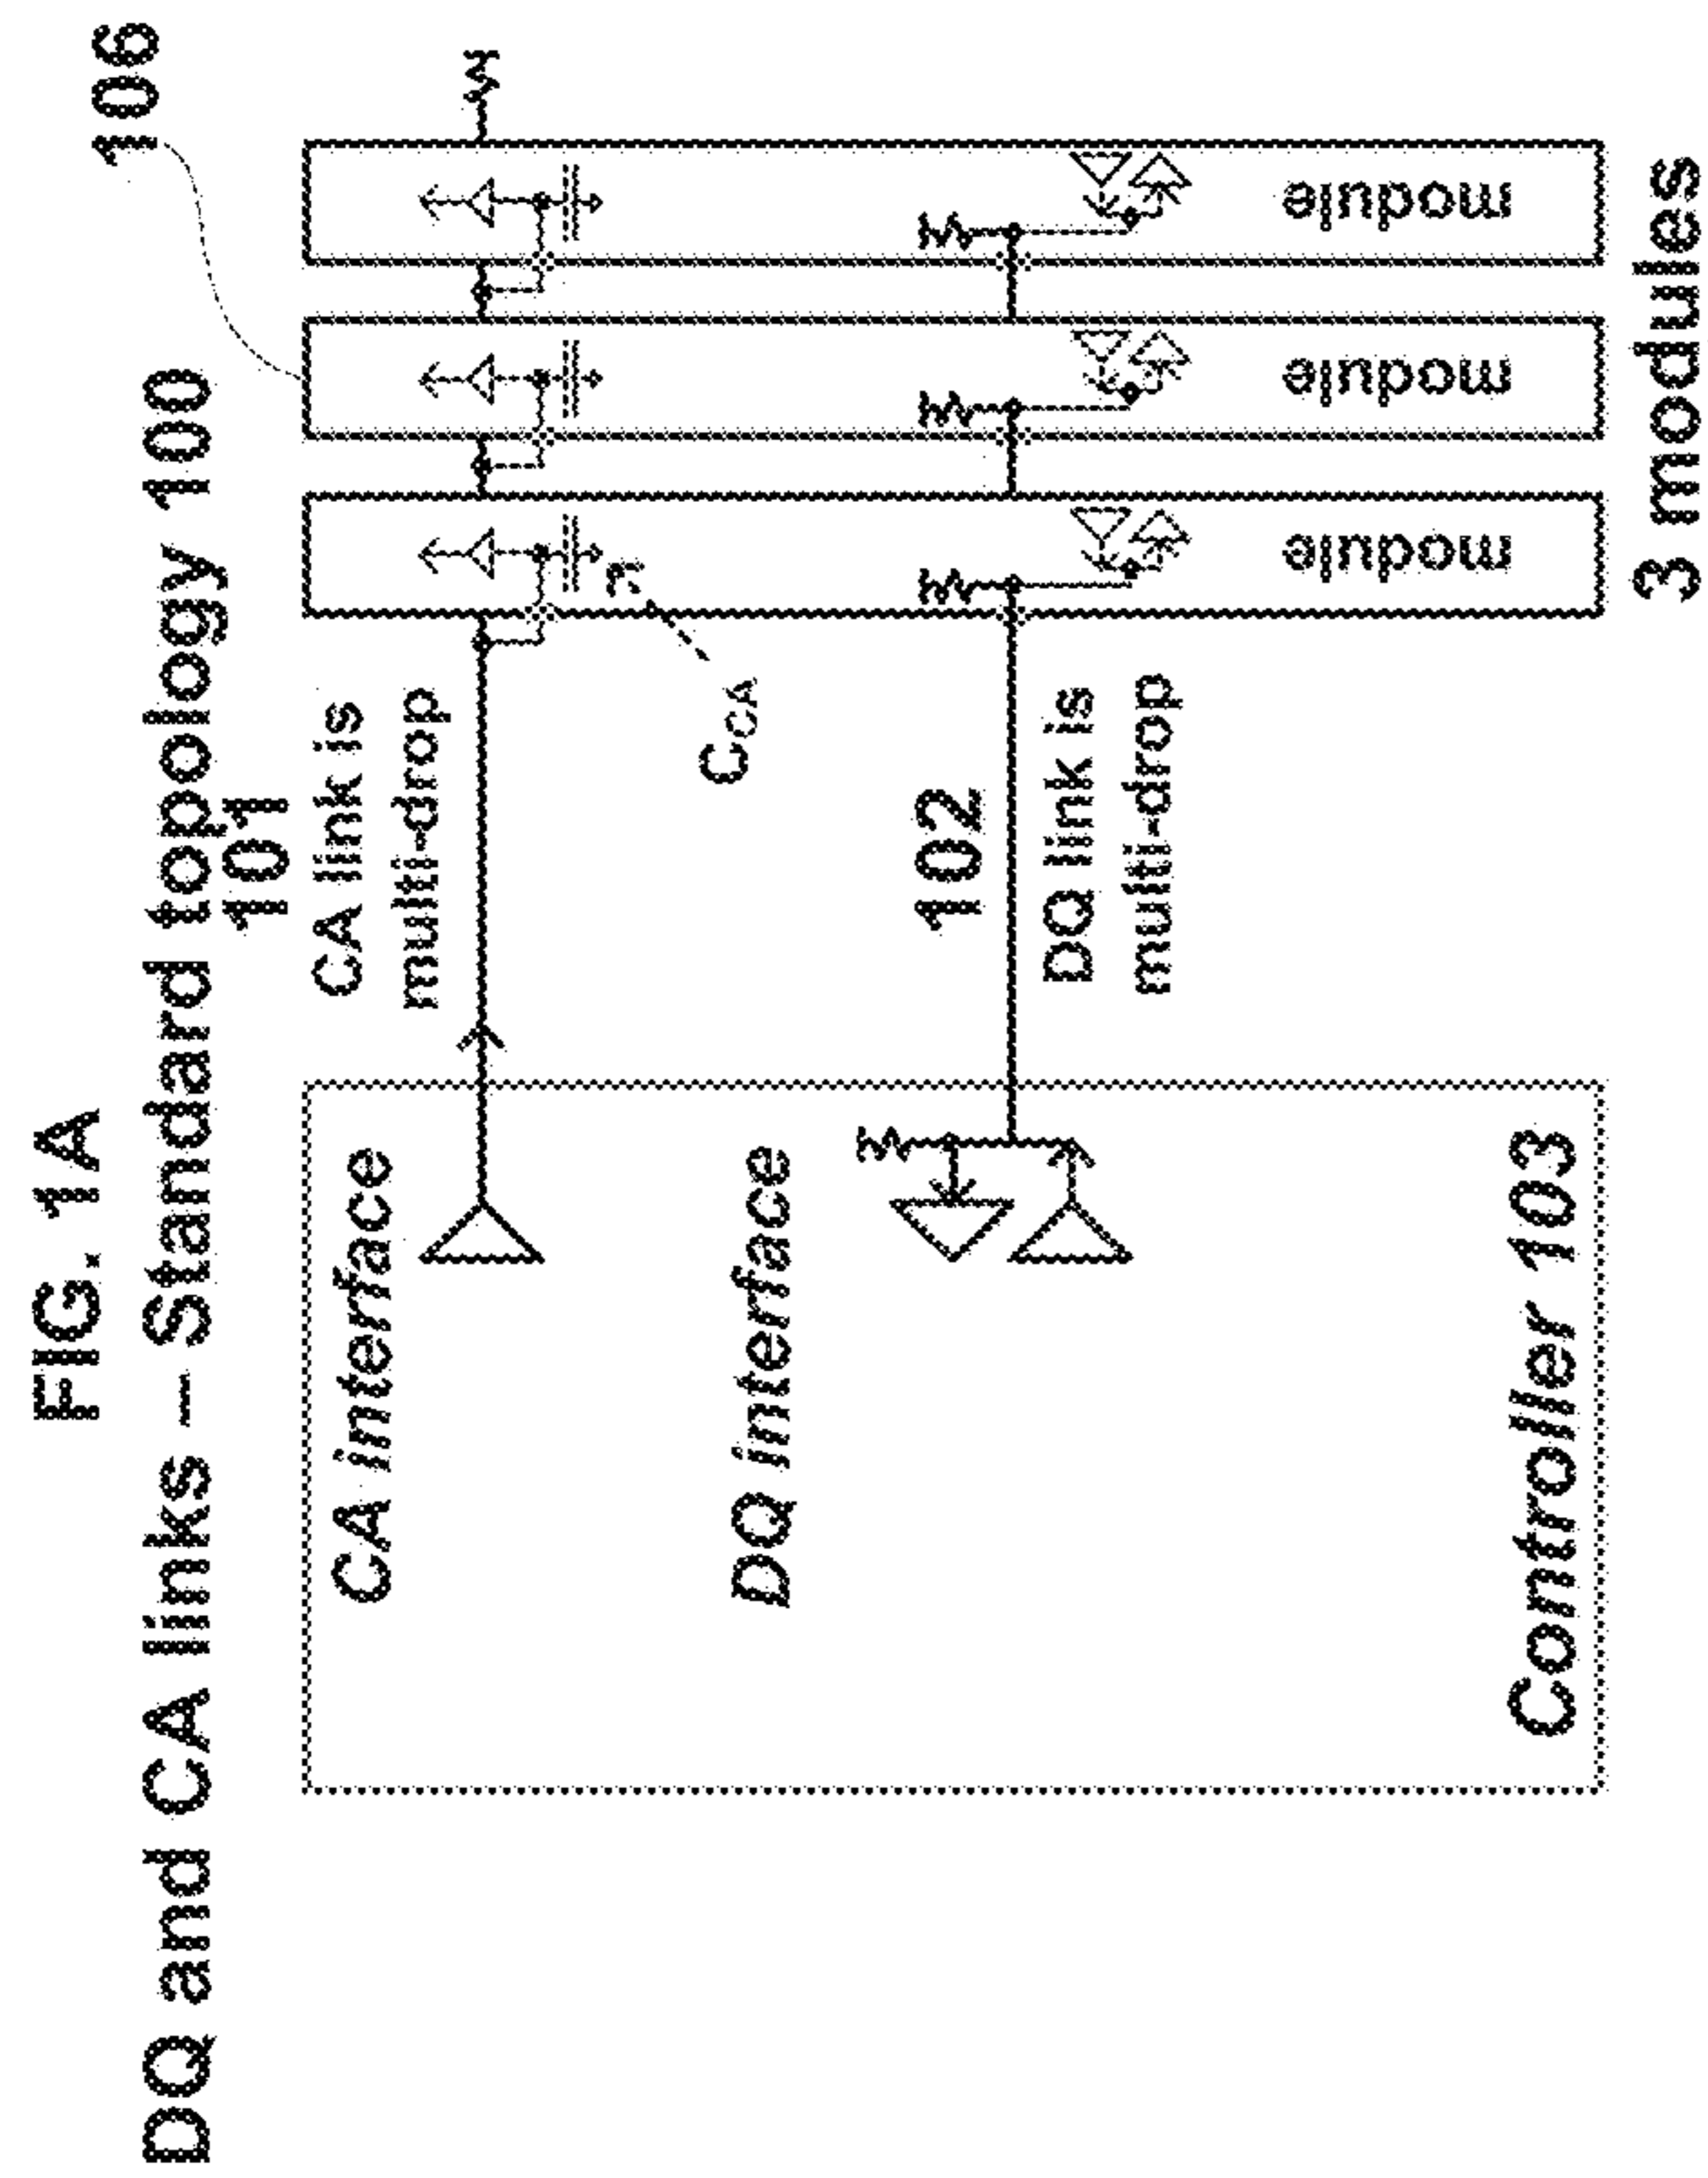 FIG. 1A
DQ and CA links – Standard topology 100
106
101
CA link is
multi-drop
CA interface
CCA
DQ interface
102
DQ link is
multi-drop
module
module
module
Controller 103
3 modules